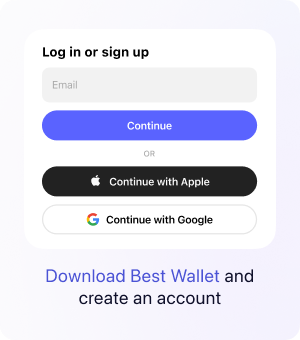 Log in or sign up
Email
Continue
OR
Continue with Apple
Continue with Google
Download Best Wallet and
create an account